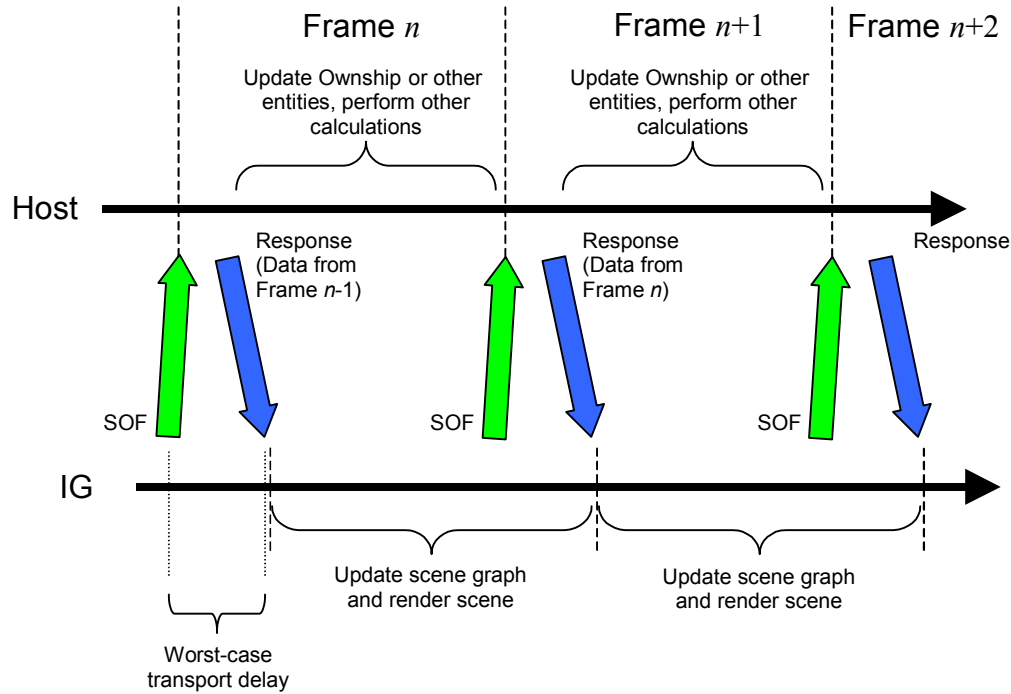 Frame n
Frame n+1
Frame n+2
Update Ownship or other
entities, perform other
calculations
Update Ownship or other
entities, perform other
calculations
Host
Response
(Data from
Frame n-1)
Response
(Data from
Frame n)
Response
SOF
SOF
SOF
IG
Update scene graph
and render scene
Update scene graph
and render scene
Worst-case
transport delay